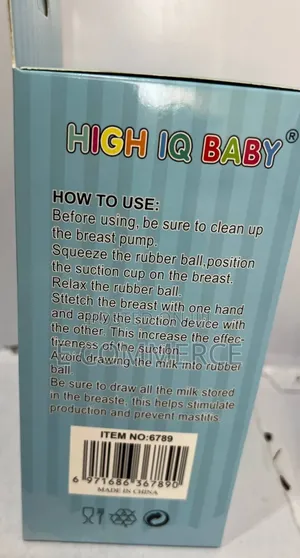 HIGH IQ BABY®
HOW TO USE:
Before using, be sure to clean up
the breast pump.
Squeeze the rubber ball,position
the suction cup on the breast.
Relax the rubber ball.
Sttetch the breast with one hand
and apply the suction device with
the other. This increase the effec-
tiveness of the suction.
Avoid drawing the milk into rubber
ball
Be sure to draw all the milk stored
in the breaste, this helps stimulate
production and prevent mastitis.
ITEM NO:6789
6 971686 367890
MADE IN CHINA